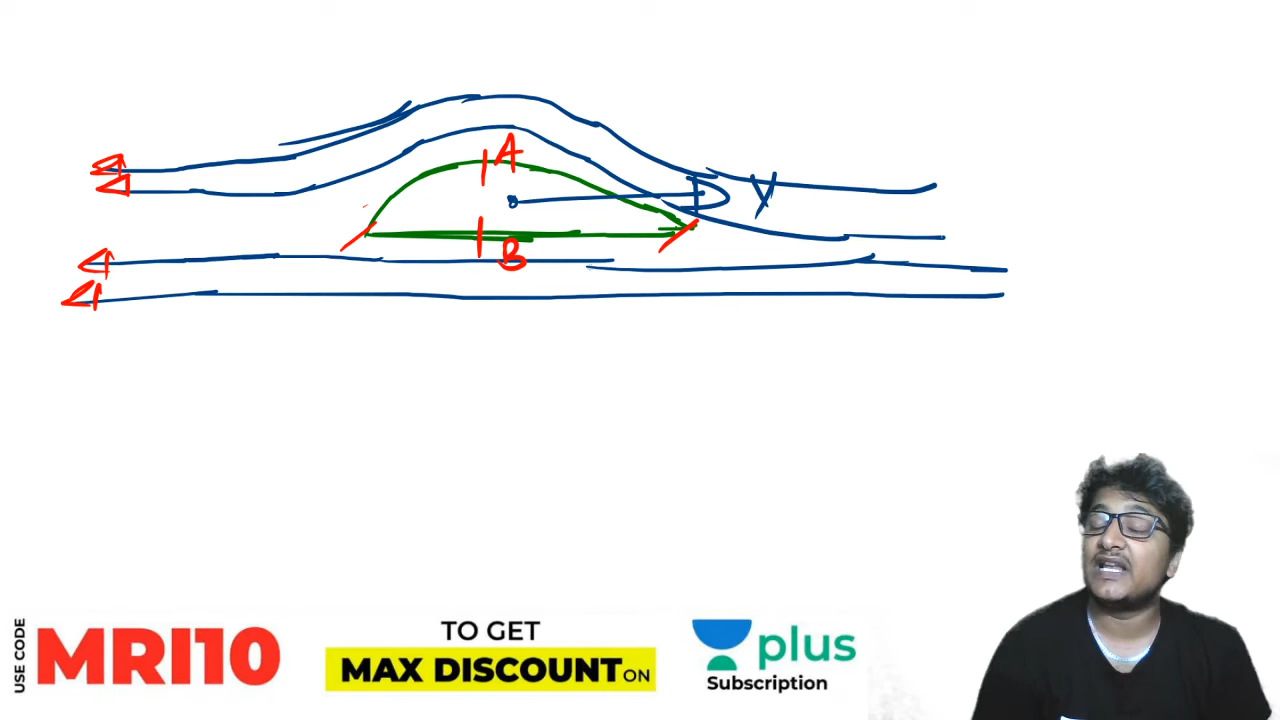 A
V
B
USE CODE
MRI10
TO GET
MAX DISCOUNT ON
plus
Subscription